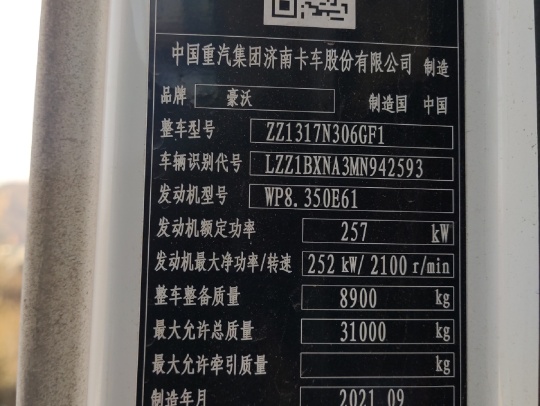 中国重汽集团济南卡车股份有限公司 制造
品牌 豪沃 制造国 中国
整车型号 ZZ1317N306GF1
车辆识别代号 LZZ1BXNA3MN942593
发动机型号 WP8.350E61
发动机额定功率 257 kW
发动机最大净功率/转速 252 kW/ 2100 r/min
整车整备质量 8900 kg
最大允许总质量 31000 kg
最大允许牵引质量 kg
制造年月 2021.09